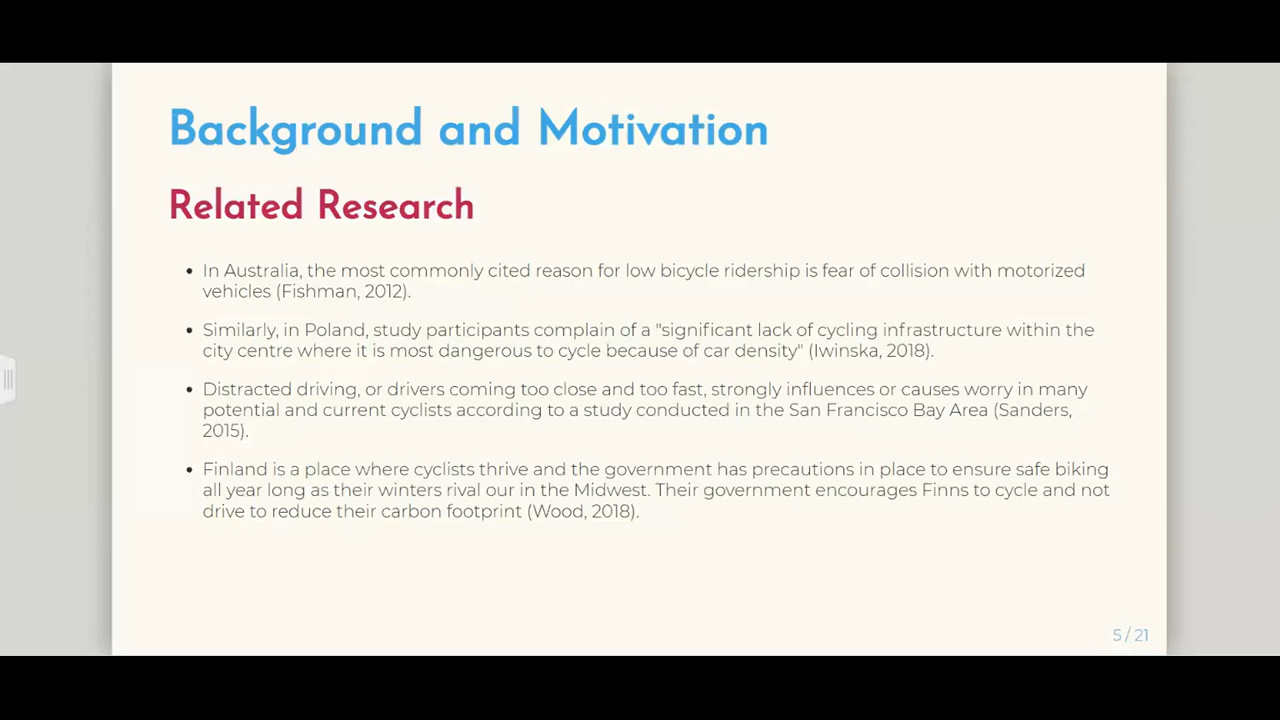 Background and Motivation
Related Research
• In Australia, the most commonly cited reason for low bicycle ridership is fear of collision with motorized
vehicles (Fishman, 2012).
• Similarly, in Poland, study participants complain of a "significant lack of cycling infrastructure within the
city centre where it is most dangerous to cycle because of car density" (Iwinska, 2018).
• Distracted driving, or drivers coming too close and too fast, strongly influences or causes worry in many
potential and current cyclists according to a study conducted in the San Francisco Bay Area (Sanders,
2015).
• Finland is a place where cyclists thrive and the government has precautions in place to ensure safe biking
all year long as their winters rival our in the Midwest. Their government encourages Finns to cycle and not
drive to reduce their carbon footprint (Wood, 2018).
5 / 21